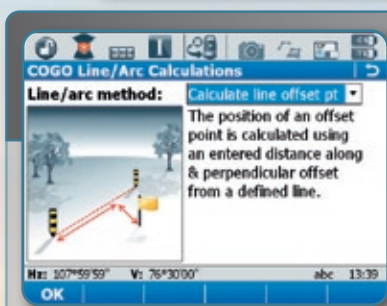 COGO Line/Arc Calculations
Line/arc method: Calculate line offset pt
The position of an offset
point is calculated using
an entered distance along
& perpendicular offset
from a defined line.
Hz: 107°59'59" V: 76°30'00" abc 13:39
OK